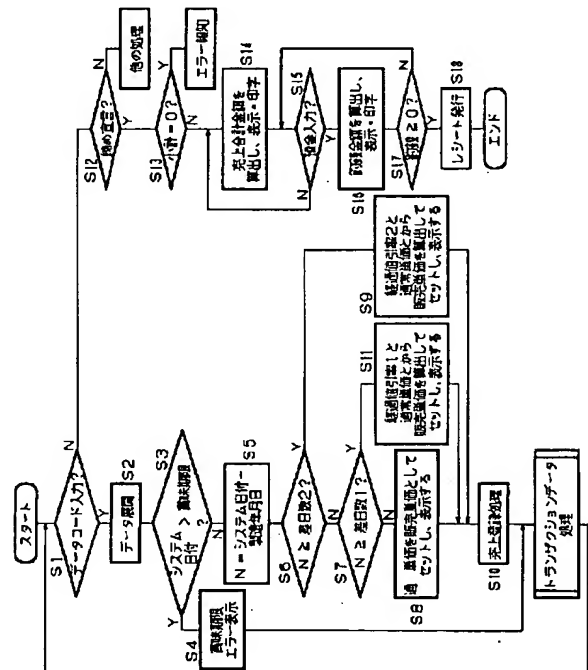 スタート
S1
データコード入力?
N
Y
データ展開
S2
システム日付 > 賞味期限
?
S3
Y
N
S4
賞味期限
エラー表示
N = システム日付 −
製造年月日
S5
S6
N ≥ 差日数2?
Y
N
S7
N ≥ 差日数1?
Y
N
通 単価を販売単価として
セットし、表示する
S8
S11
経過値引率1と
通常単価とから
販売単価を算出して
セットし、表示する
S9
経過値引率2と
通常単価とから
販売単価を算出して
セットし、表示する
S10
売上登録処理
トランザクションデータ
処理
S12
締め宣言?
N
Y
他の処理
S13
小計=0?
Y
N
エラー報知
売上合計金額を
算出し、表示・印字
S14
預金入力?
S15
N
Y
S16
釣銭金額を算出し、
表示・印字
S17
釣銭 ≥ 0?
N
Y
レシート発行
S18
エンド